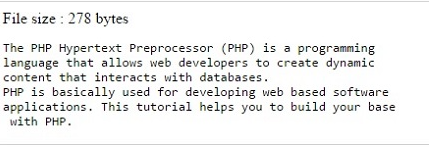 File size : 278 bytes
The PHP Hypertext Preprocessor (PHP) is a programming
language that allows web developers to create dynamic
content that interacts with databases.
PHP is basically used for developing web based software
applications. This tutorial helps you to build your base
with PHP.